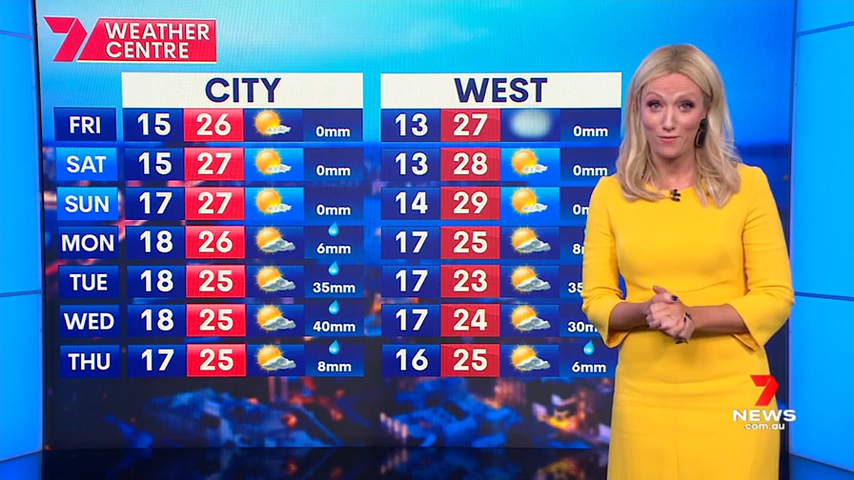 7 WEATHER
CENTRE
CITY WEST
FRI 15 26 0mm 13 27 0mm
SAT 15 27 0mm 13 28 0mm
SUN 17 27 0mm 14 29
MON 18 26 6mm 17 25
TUE 18 25 35mm 17 23
WED 18 25 40mm 17 24
THU 17 25 8mm 16 25 6mm
7
NEWS
com.au